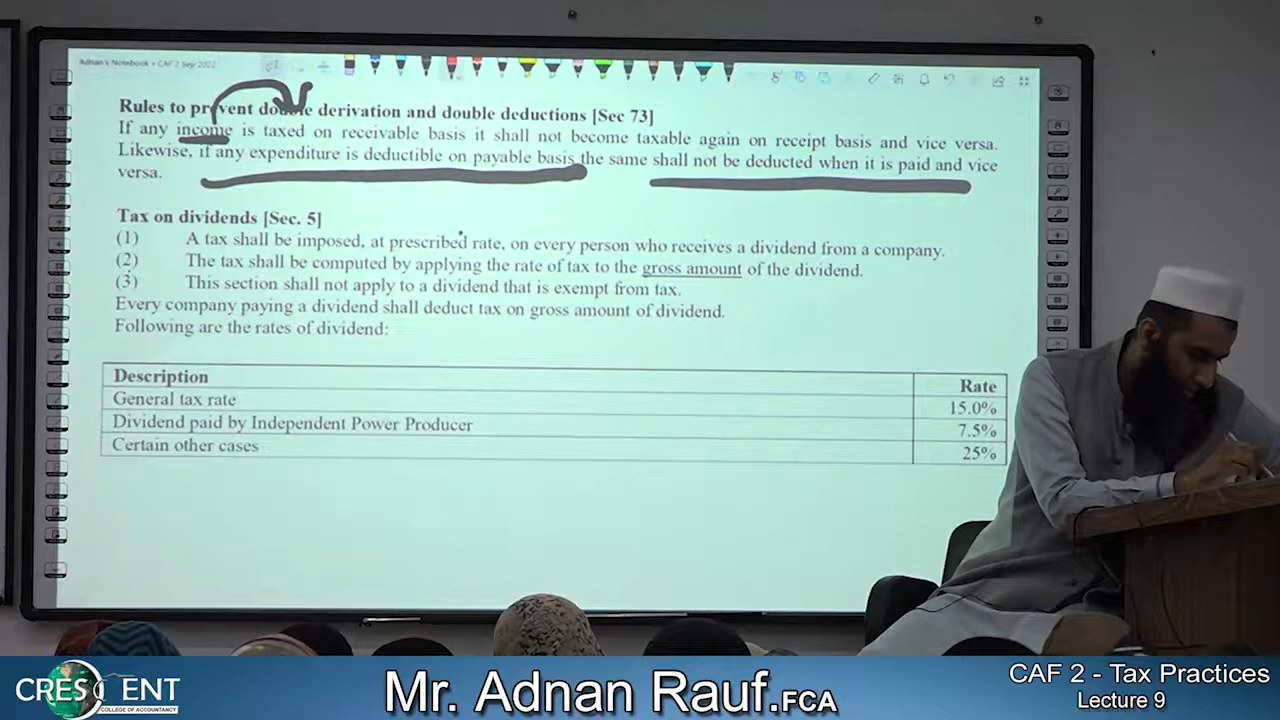 Adnan's Notebook • CAF 2 Sep 2022
Rules to prevent double derivation and double deductions [Sec 73]
If any income is taxed on receivable basis it shall not become taxable again on receipt basis and vice versa.
Likewise, if any expenditure is deductible on payable basis the same shall not be deducted when it is paid and vice
versa.
Tax on dividends [Sec. 5]
(1) A tax shall be imposed, at prescribed rate, on every person who receives a dividend from a company.
(2) The tax shall be computed by applying the rate of tax to the gross amount of the dividend.
(3) This section shall not apply to a dividend that is exempt from tax.
Every company paying a dividend shall deduct tax on gross amount of dividend.
Following are the rates of dividend:
Description Rate
General tax rate 15.0%
Dividend paid by Independent Power Producer 7.5%
Certain other cases 25%
CRESCENT
COLLEGE OF ACCOUNTANCY
Mr. Adnan Rauf.FCA
CAF 2 - Tax Practices
Lecture 9